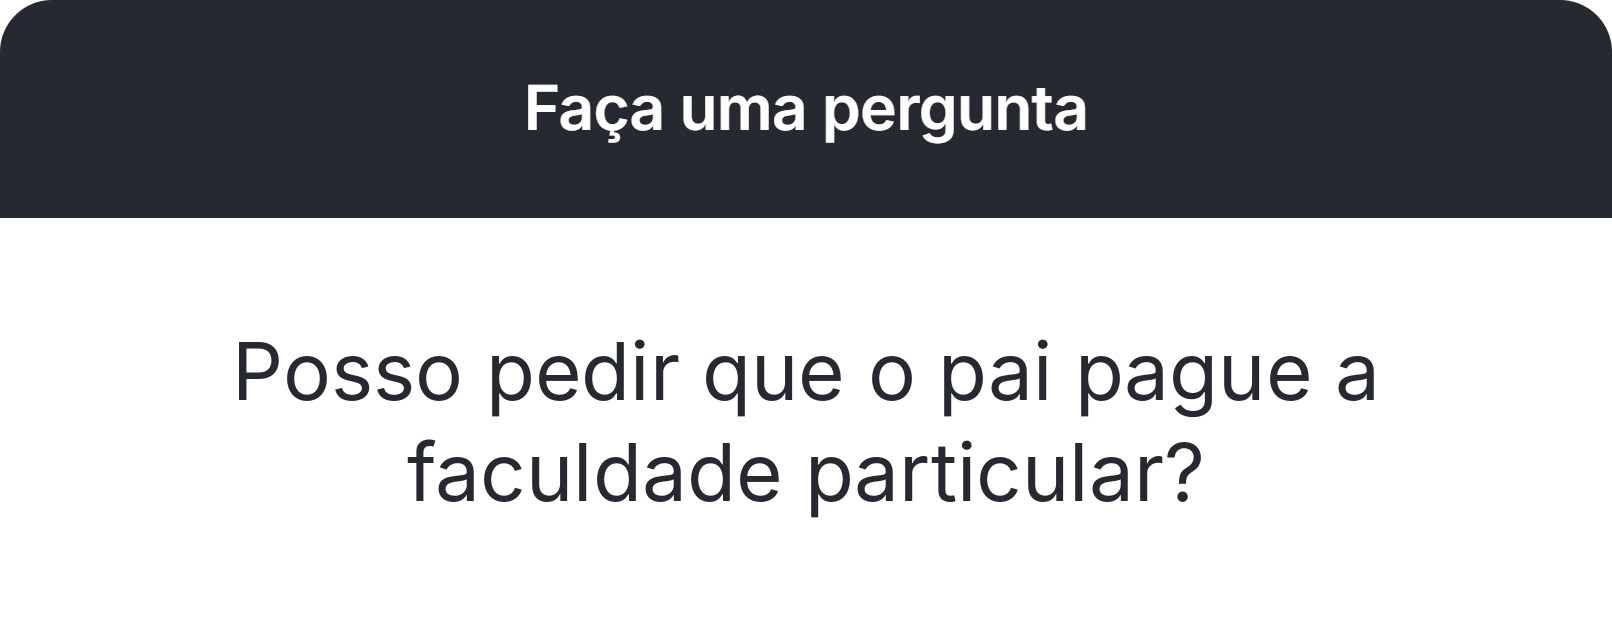 Faça uma pergunta
Posso pedir que o pai pague a
faculdade particular?